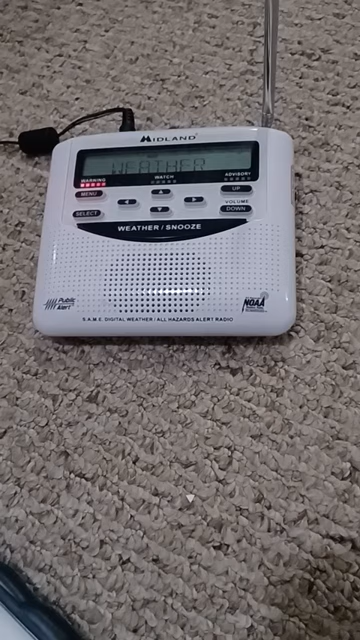 MIDLAND
WEATHER
WARNING WATCH ADVISORY
MENU UP
VOLUME
SELECT DOWN
WEATHER / SNOOZE
Public Alert NOAA
S.A.M.E. DIGITAL WEATHER / ALL HAZARDS ALERT RADIO